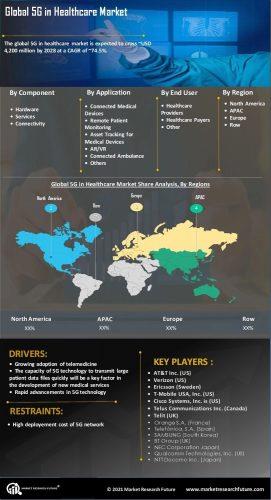 Global 5G in Healthcare Market
The global 5G in healthcare market is expected to cross ~USD
4,200 million by 2028 at a CAGR of ~74.5%.
By Component
Hardware
Services
Connectivity
By Application
Connected Medical
Devices
Remote Patient
Monitoring
Asset Tracking for
Medical Devices
AR/VR
Connected Ambulance
Others
By End User
Healthcare
Providers
Healthcare Payers
Other
By Region
North America
APAC
Europe
Row
Global 5G in Healthcare Market Share Analysis, By Regions
North America
Row
Europe
APAC
North America
XX%
APAC
XX%
Europe
XX%
Row
XX%
DRIVERS:
Growing adoption of telemedicine
The capacity of 5G technology to transmit large
patient data files quickly will be a key factor in
the development of new medical services
Rapid advancements in 5G technology
RESTRAINTS:
High deployment cost of 5G network
KEY PLAYERS :
AT&T Inc. (US)
Verizon (US)
Ericsson (Sweden)
T-Mobile USA, Inc. (US)
Cisco Systems, Inc. is (US)
Telus Communications Inc. (Canada)
Telit (UK)
Orange S.A. (France)
Telefónica, S.A. (Spain)
SAMSUNG (South Korea)
BT Group (UK)
NEC Corporation Japan)
Qualcomm Technologies, Inc. (UK)
NTT Docomo Inc. (Japan)
MARKET RESEARCH FUTURE
© 2021 Market Research Future
www.marketresearchfuture.com